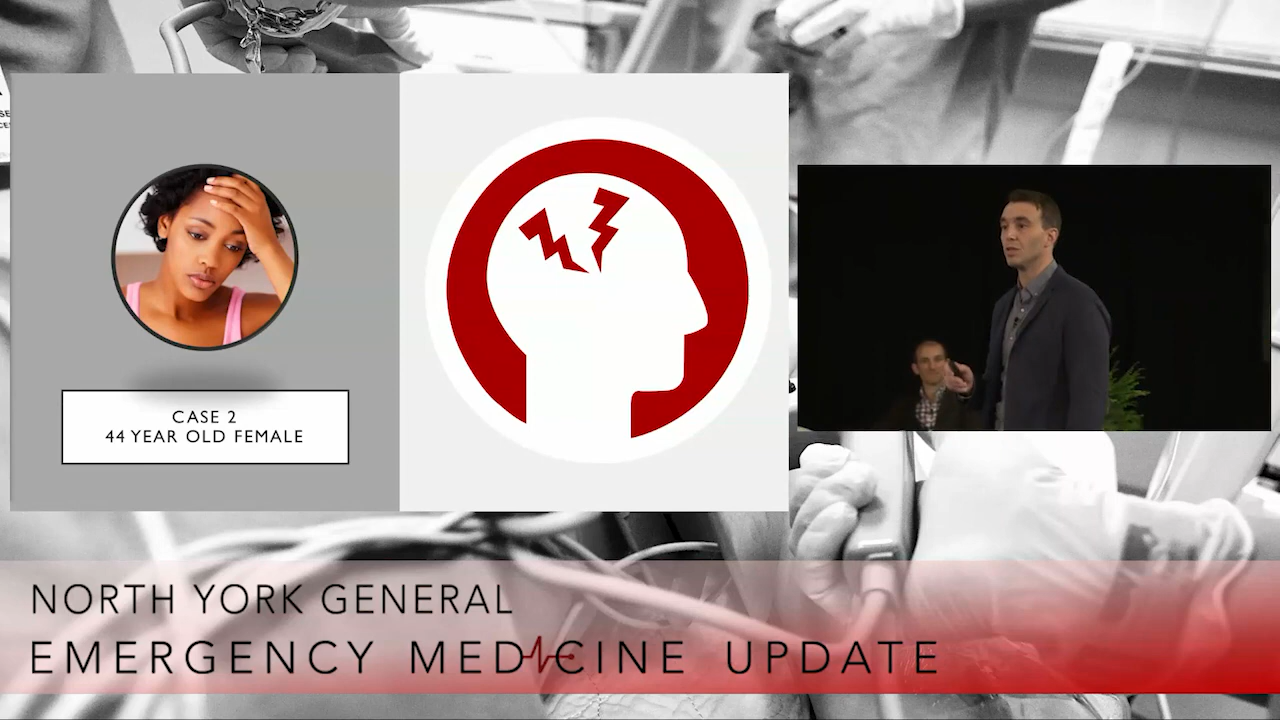 CASE 2
44 YEAR OLD FEMALE
NORTH YORK GENERAL
EMERGENCY MEDICINE UPDATE